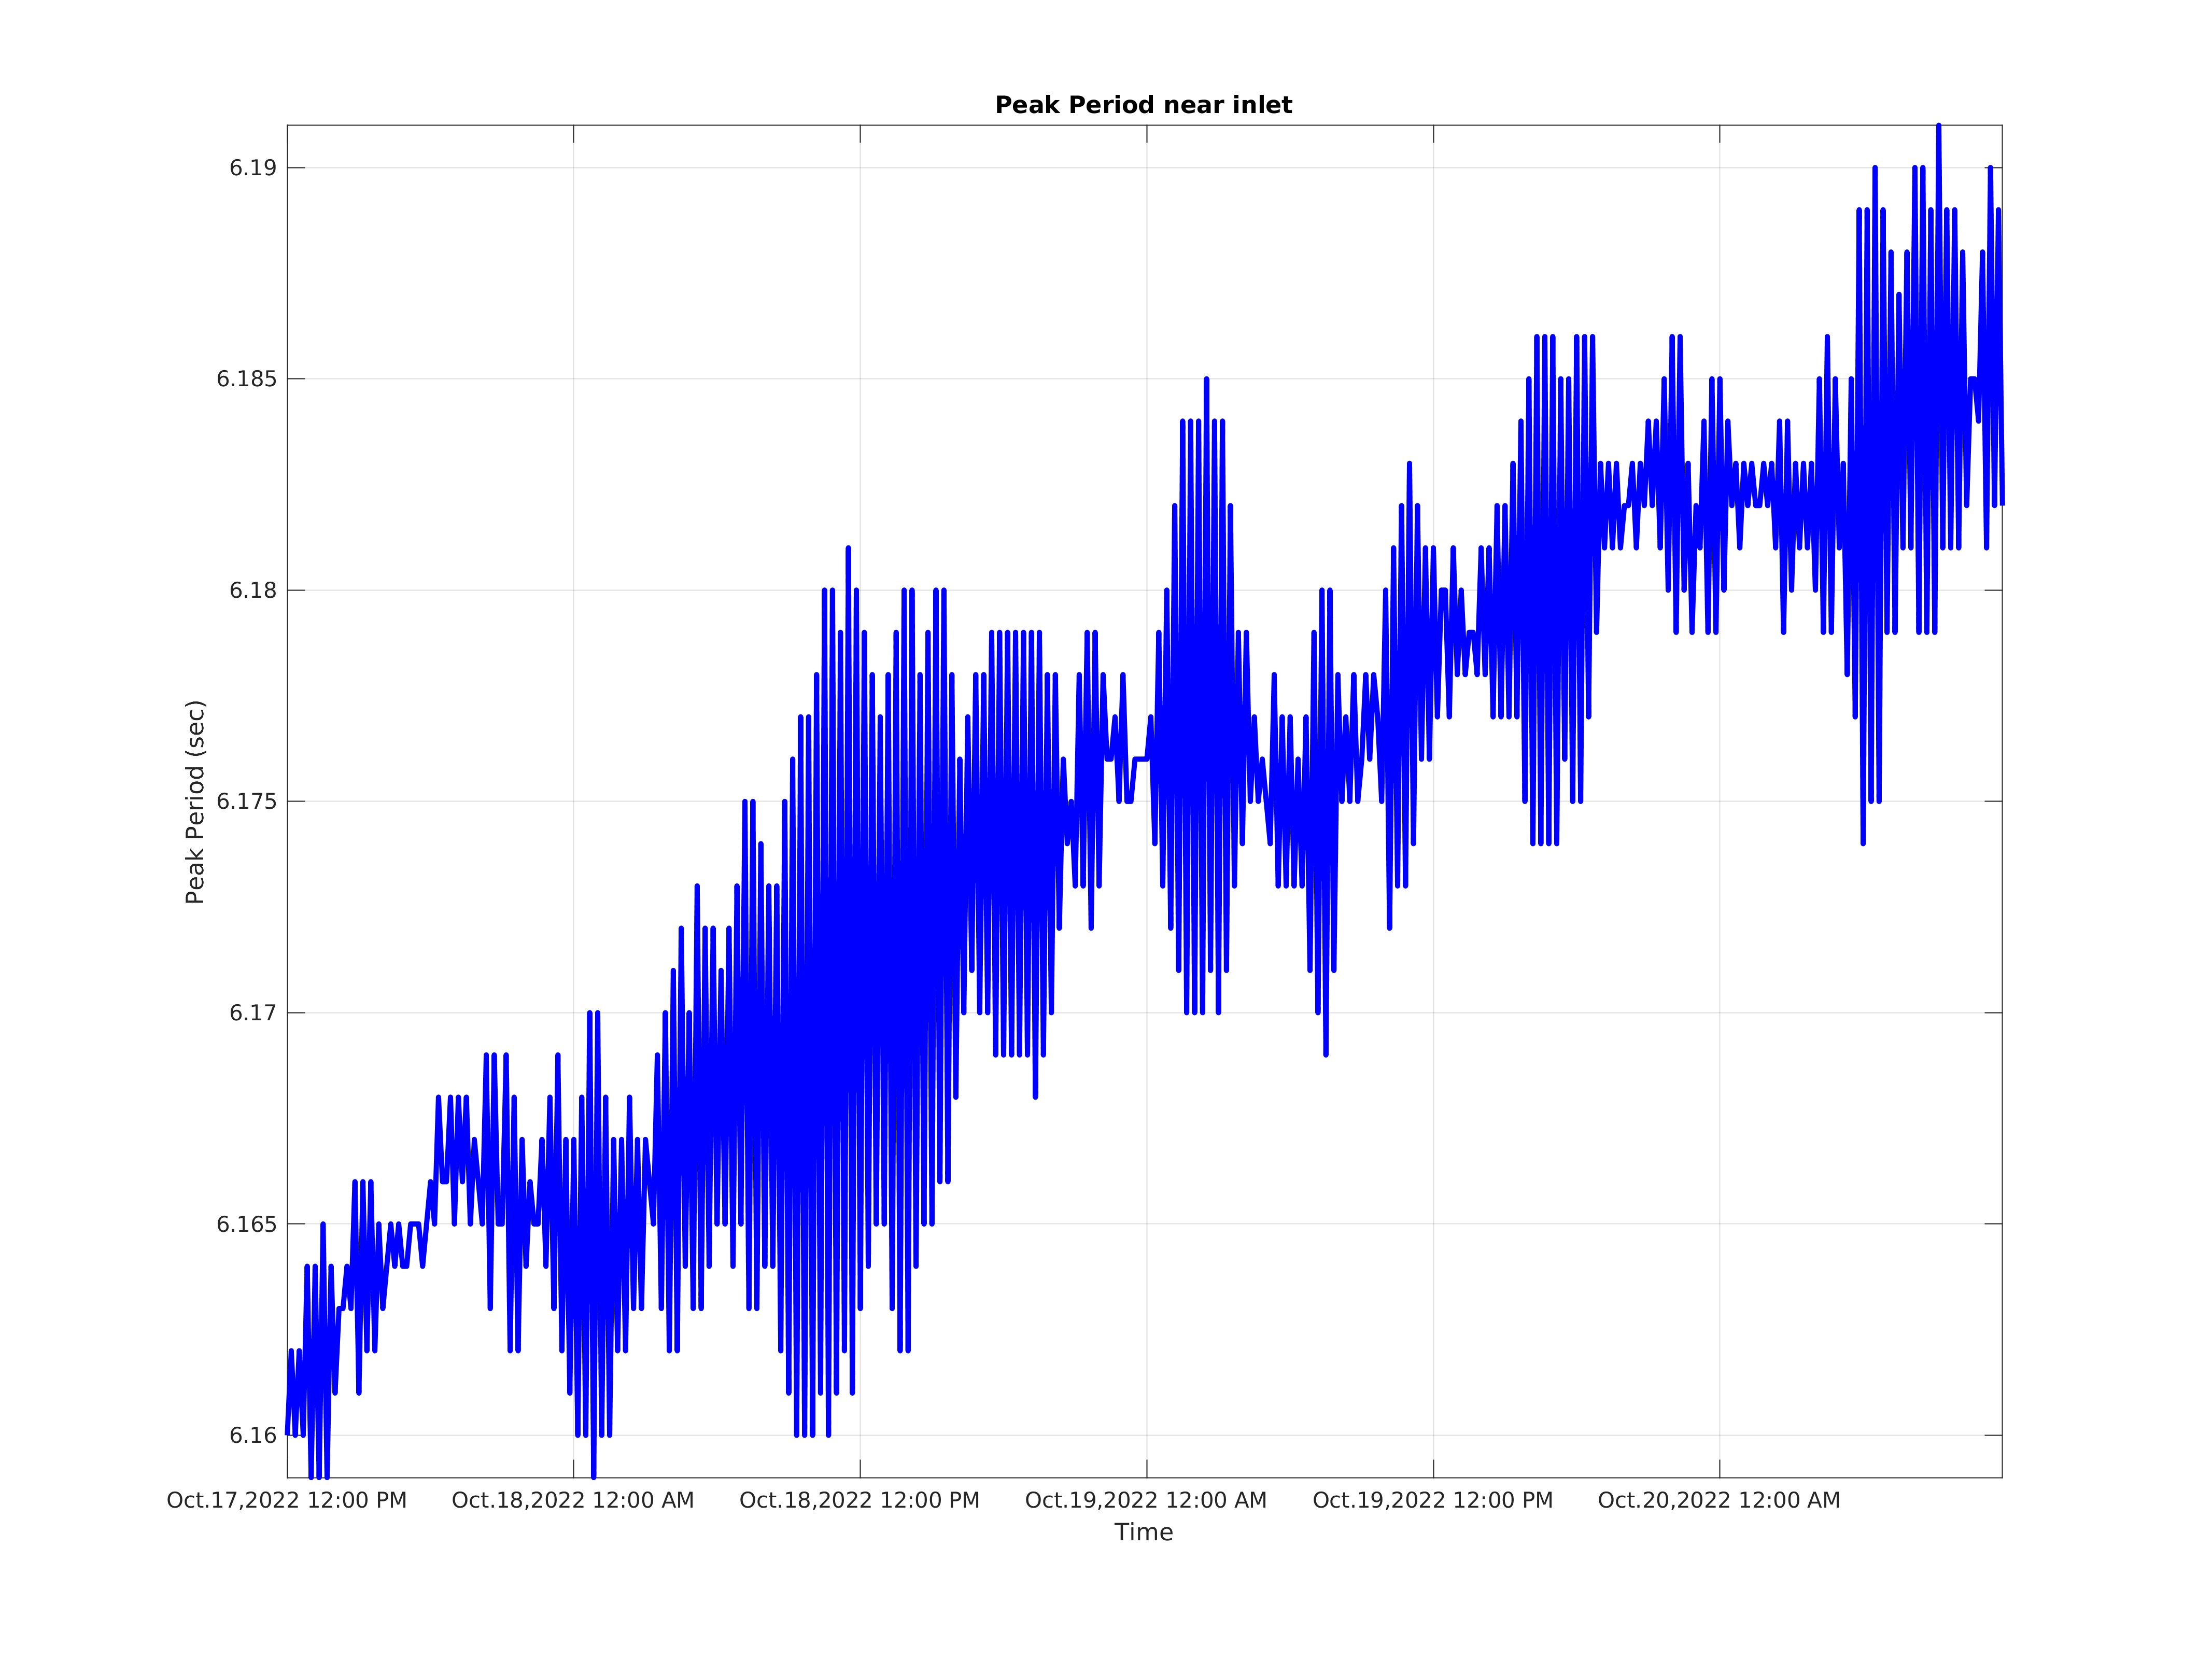 Peak Period near inlet
6.19
6.185
6.18
6.175
6.17
6.165
6.16
Peak Period (sec)
Oct.17,2022 12:00 PM
Oct.18,2022 12:00 AM
Oct.18,2022 12:00 PM
Oct.19,2022 12:00 AM
Oct.19,2022 12:00 PM
Oct.20,2022 12:00 AM
Time